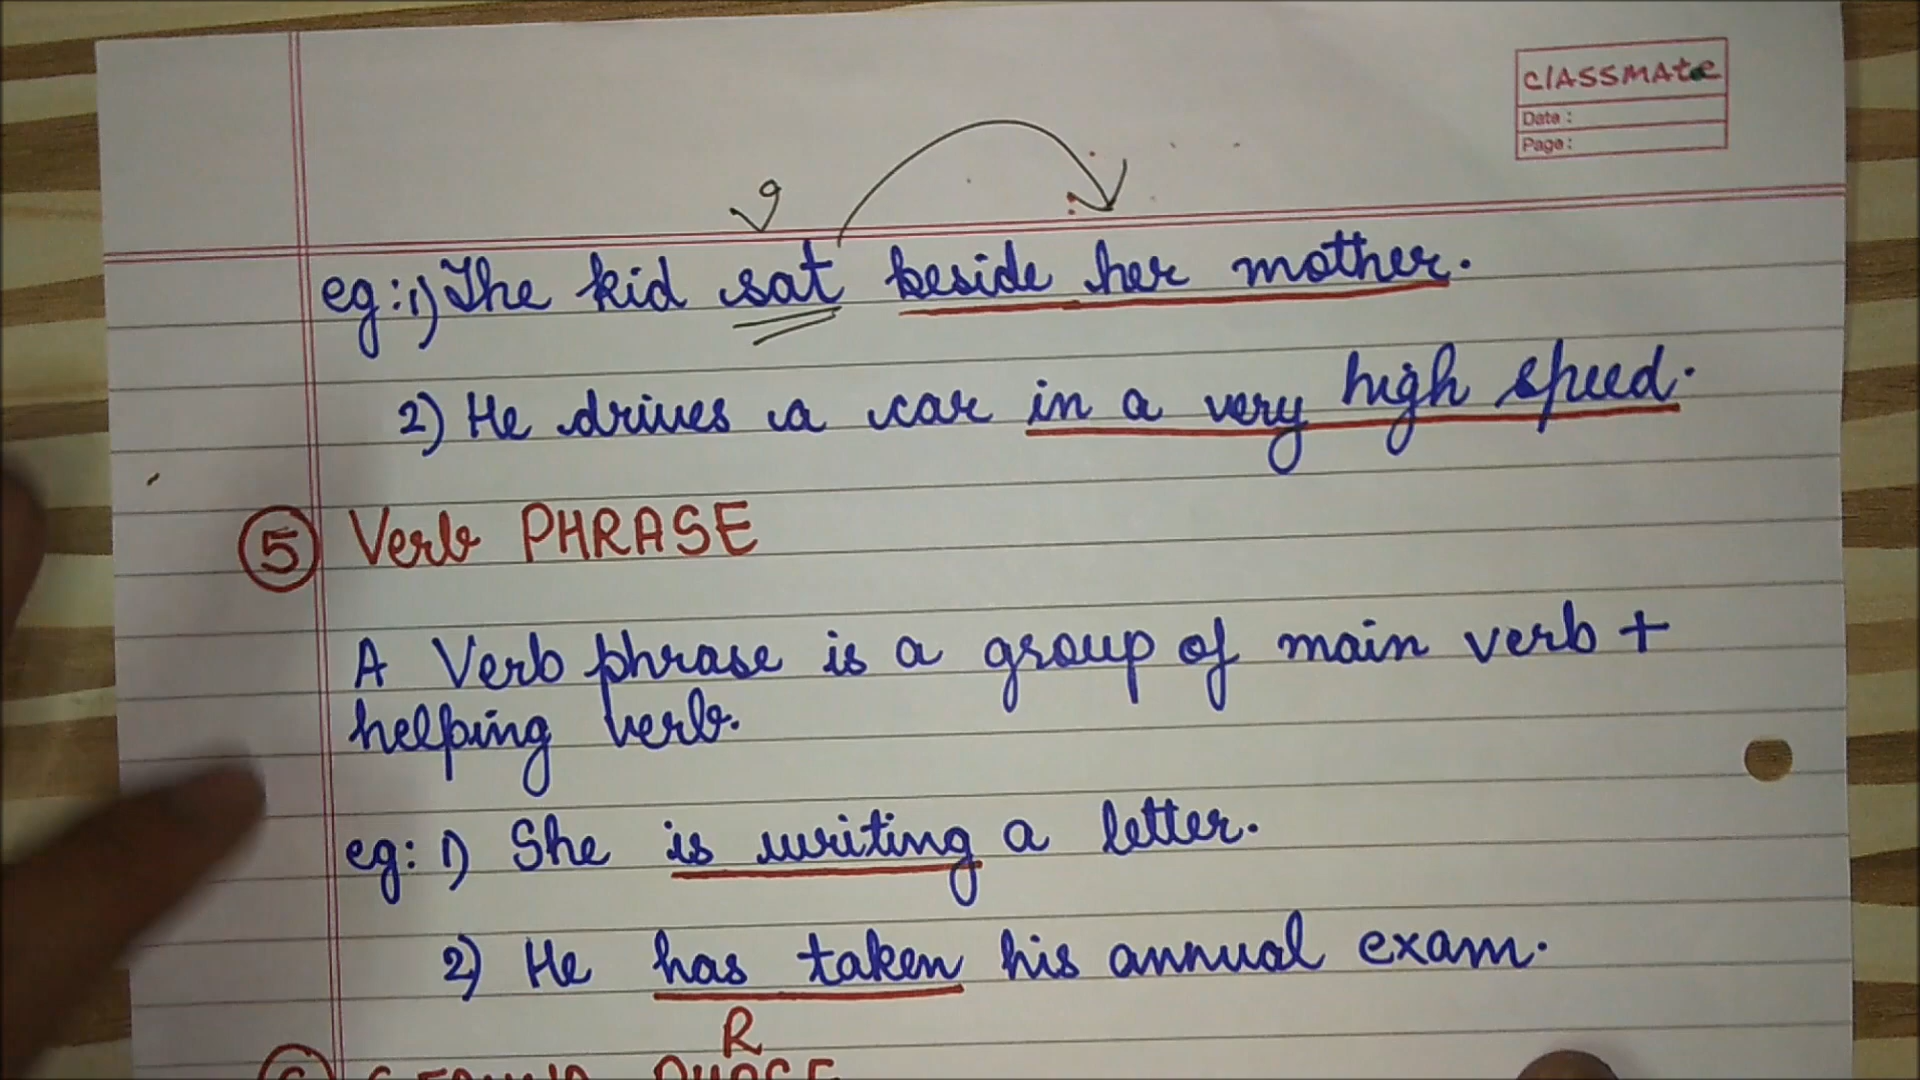 CLASSMATE
Date :
Page :
eg: 1) The kid sat beside her mother.
2) He drives a car in a very high speed.
5 Verb PHRASE
A Verb phrase is a group of main verb +
helping verb.
eg: 1) She is writing a letter.
2) He has taken his annual exam.
R